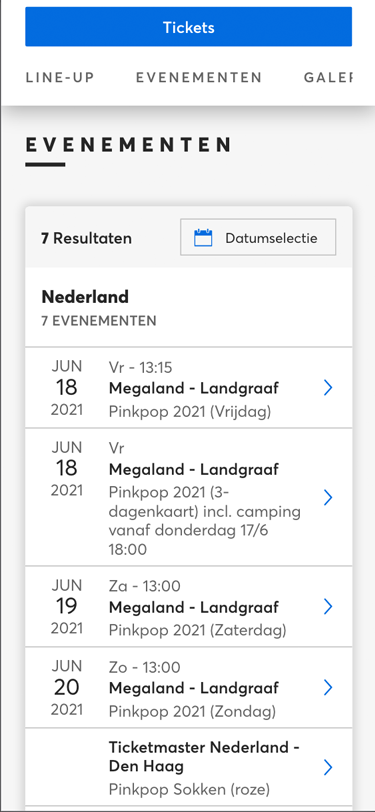 Tickets
LINE-UP EVENEMENTEN GALER
EVENEMENTEN
7 Resultaten Datumselectie
Nederland
7 EVENEMENTEN
JUN
18
2021
Vr - 13:15
Megaland - Landgraaf
Pinkpop 2021 (Vrijdag)
JUN
18
2021
Vr
Megaland - Landgraaf
Pinkpop 2021 (3-
dagenkaart) incl. camping
vanaf donderdag 17/6
18:00
JUN
19
2021
Za - 13:00
Megaland - Landgraaf
Pinkpop 2021 (Zaterdag)
JUN
20
2021
Zo - 13:00
Megaland - Landgraaf
Pinkpop 2021 (Zondag)
Ticketmaster Nederland -
Den Haag
Pinkpop Sokken (roze)